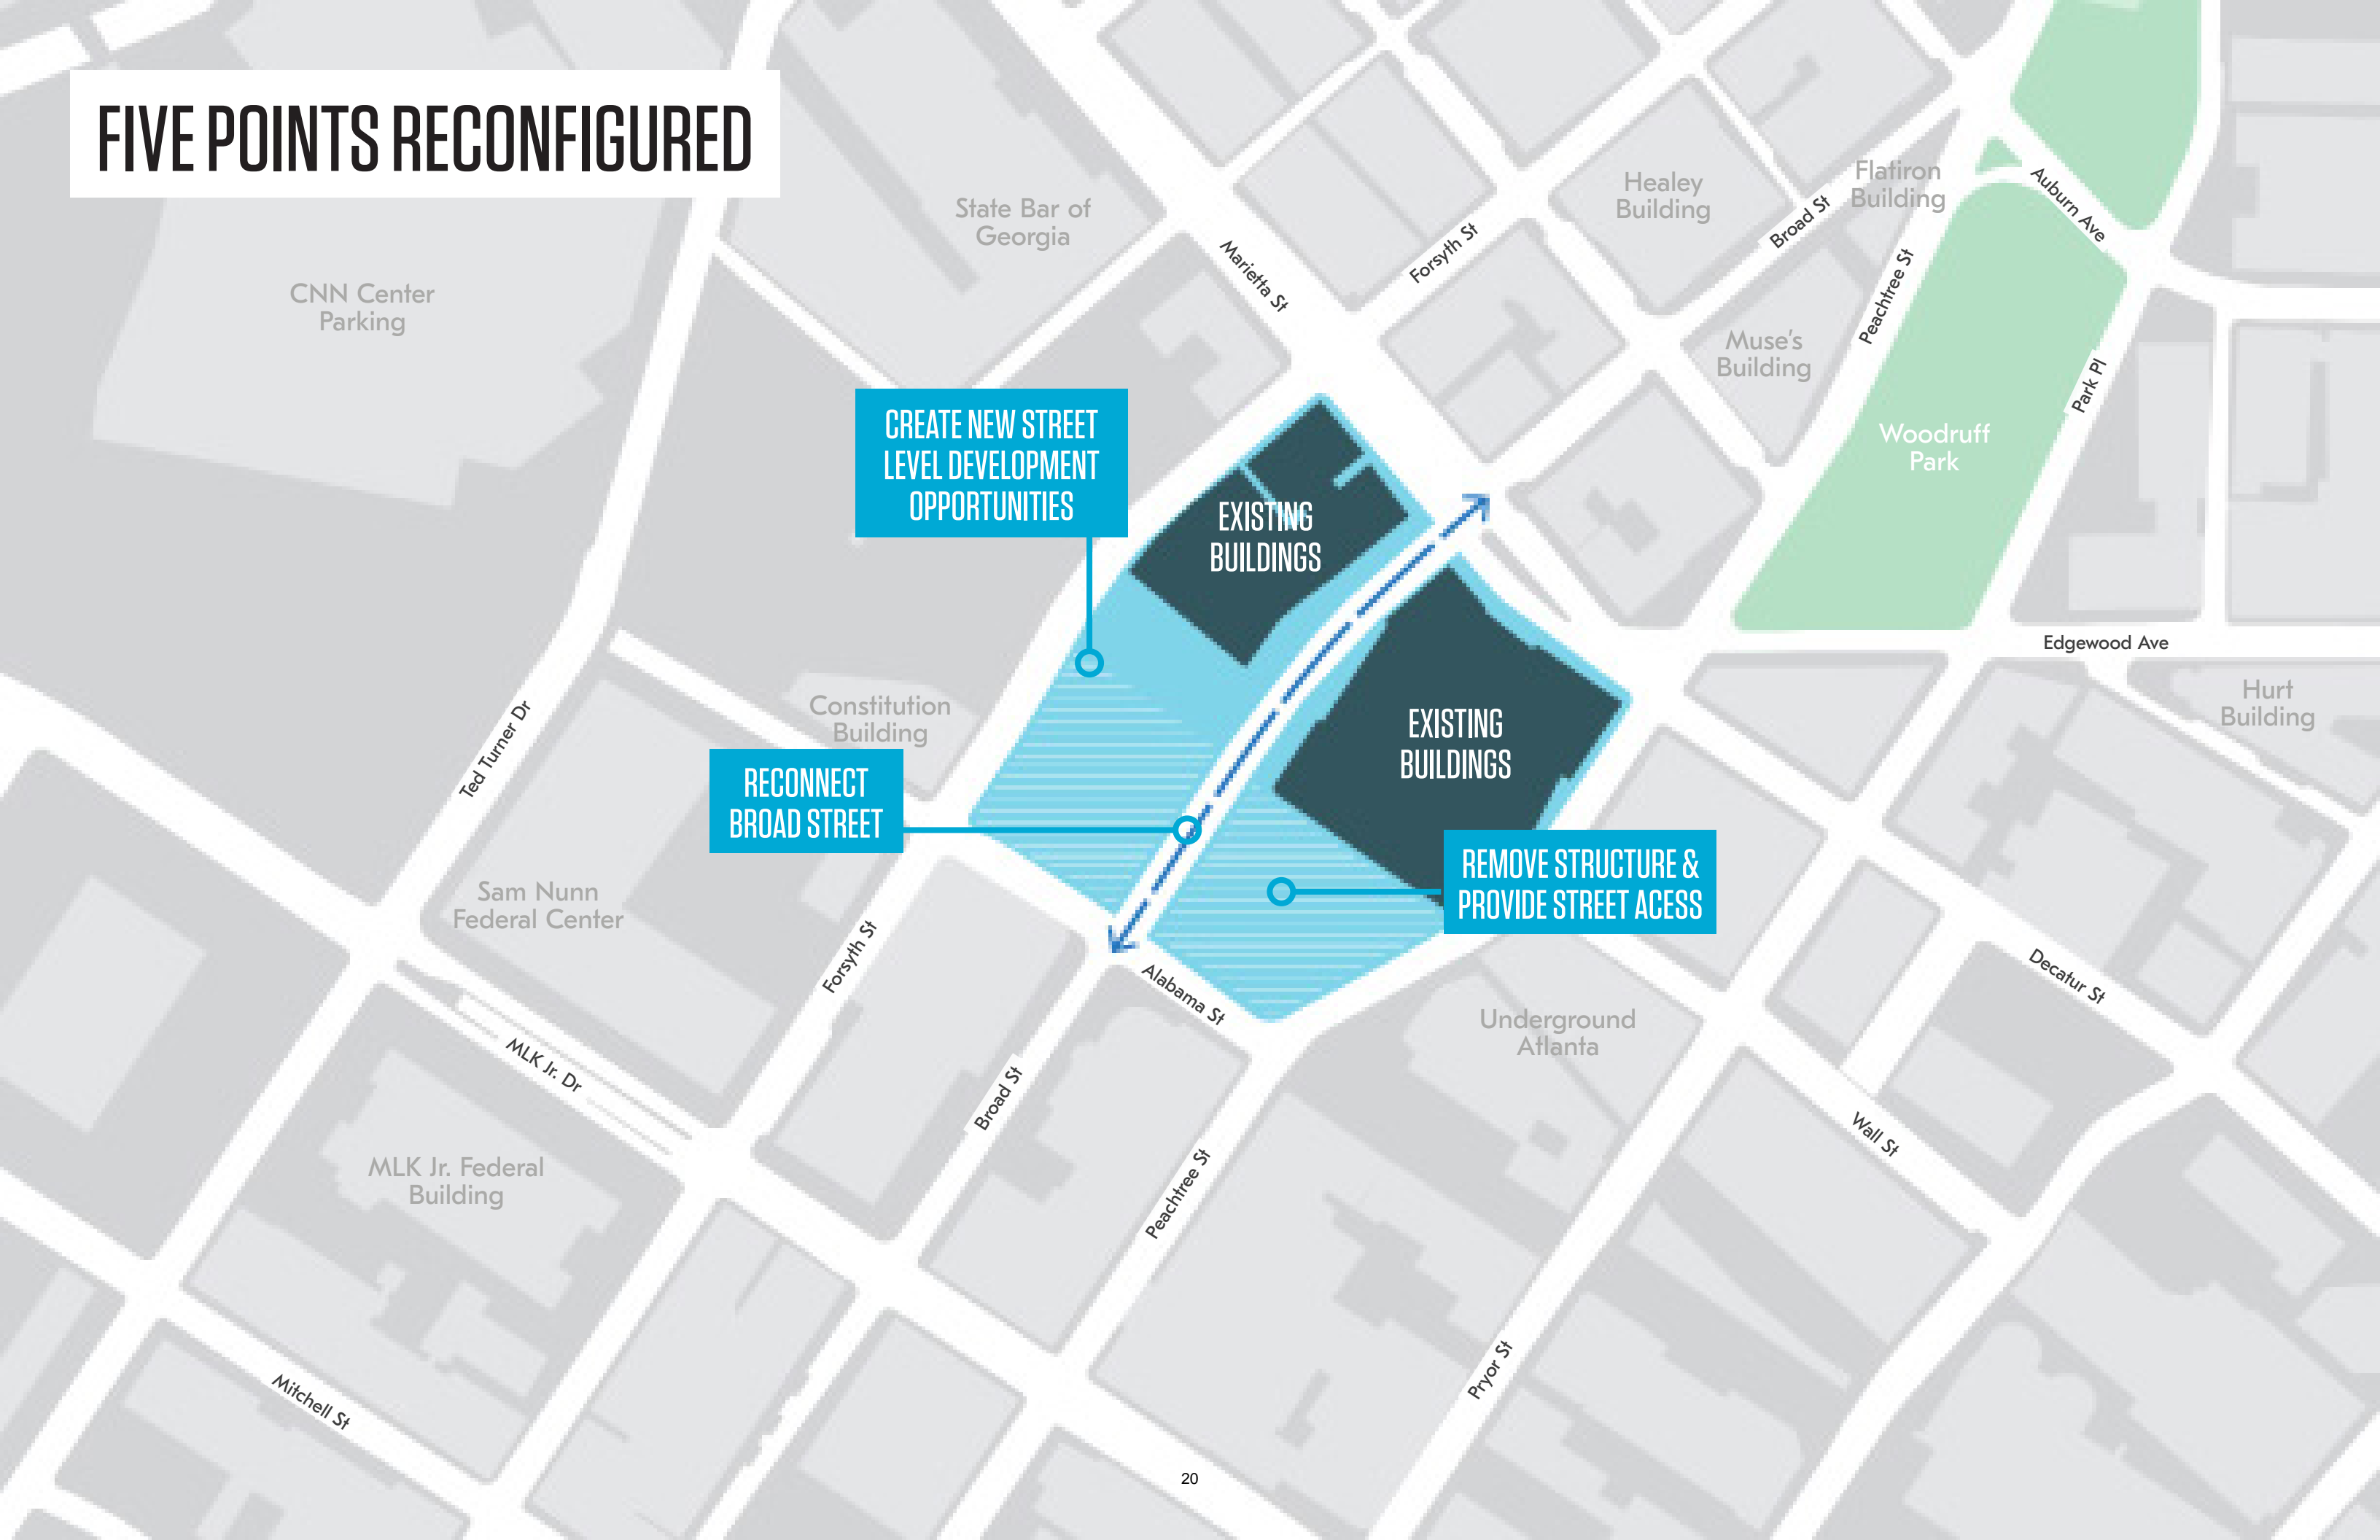 FIVE POINTS RECONFIGURED
State Bar of
Georgia
Healey
Building
Flatiron
Building
Broad St
Auburn Ave
Marietta St
Forsyth St
Peachtree St
CNN Center
Parking
Muse's
Building
Park Pl
CREATE NEW STREET
LEVEL DEVELOPMENT
OPPORTUNITIES
Woodruff
Park
EXISTING
BUILDINGS
Edgewood Ave
Constitution
Building
Hurt
Building
Ted Turner Dr
EXISTING
BUILDINGS
RECONNECT
BROAD STREET
REMOVE STRUCTURE &
PROVIDE STREET ACESS
Sam Nunn
Federal Center
Forsyth St
Alabama St
Decatur St
Underground
Atlanta
MLK Jr. Dr
Broad St
Wall St
MLK Jr. Federal
Building
Peachtree St
Pryor St
Mitchell St
20